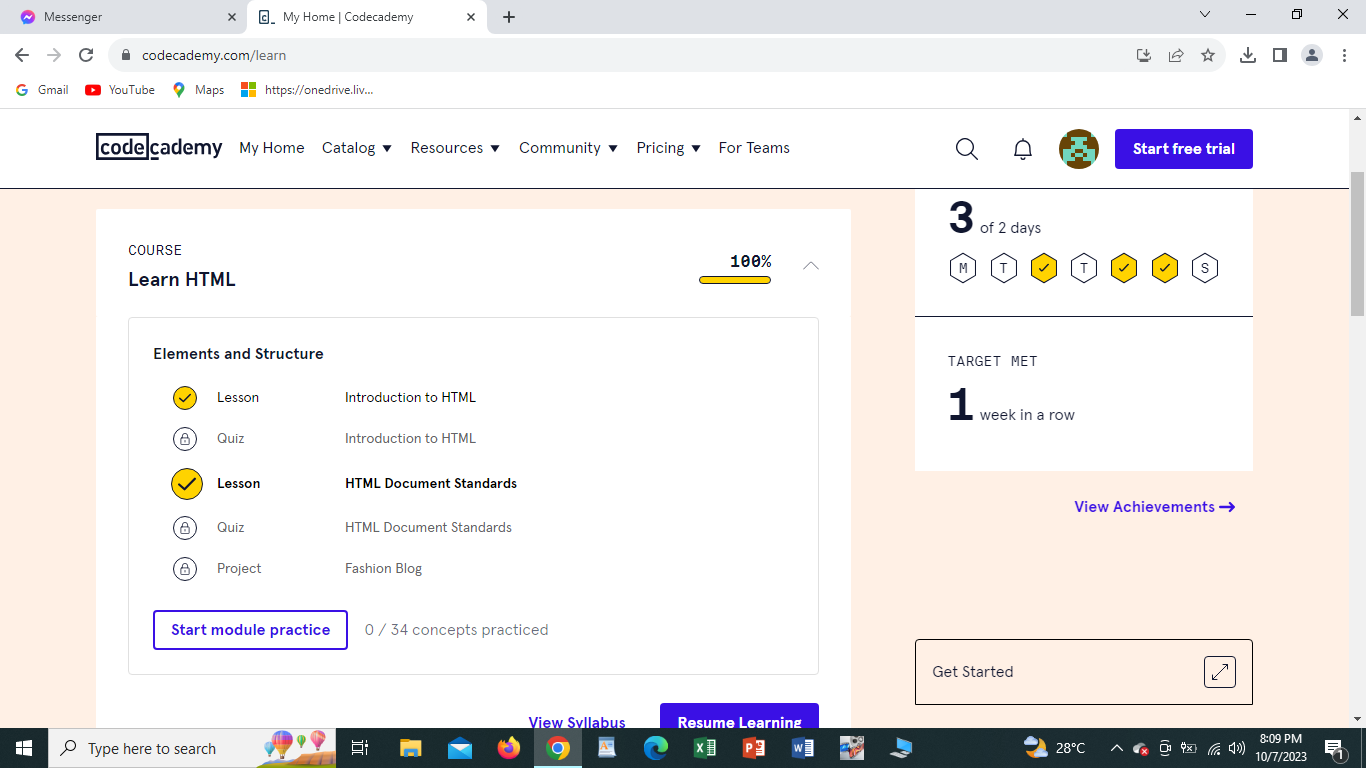 Messenger
My Home | Codecademy
codecademy.com/learn
Gmail
YouTube
Maps
https://onedrive.liv...
codecademy
My Home
Catalog
Resources
Community
Pricing
For Teams
Start free trial
COURSE
Learn HTML
100%
Elements and Structure
Lesson Introduction to HTML
Quiz Introduction to HTML
Lesson HTML Document Standards
Quiz HTML Document Standards
Project Fashion Blog
Start module practice
0 / 34 concepts practiced
View Syllabus
Resume Learning
3 of 2 days
M T T S
TARGET MET
1 week in a row
View Achievements
Get Started
Type here to search
28°C
8:09 PM
10/7/2023
1